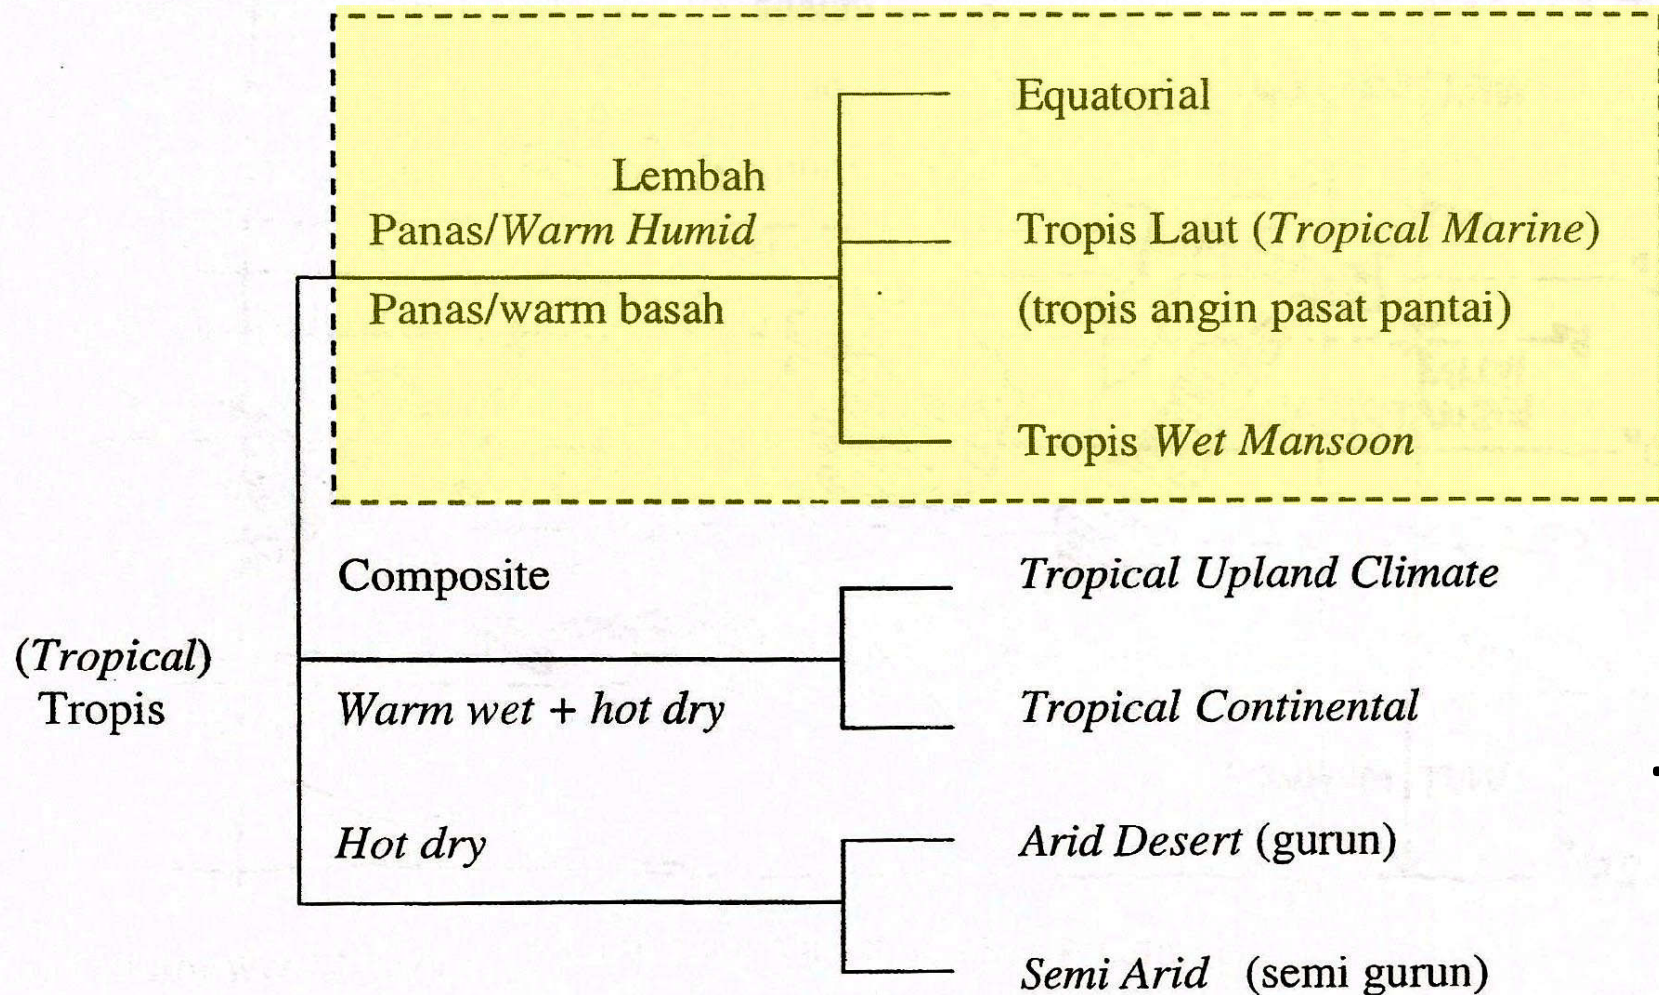 Equatorial
Lembah
Panas/Warm Humid
Tropis Laut (Tropical Marine)
Panas/warm basah
(tropis angin pasat pantai)
Tropis Wet Mansoon
Composite
Tropical Upland Climate
(Tropical)
Tropis
Warm wet + hot dry
Tropical Continental
Hot dry
Arid Desert (gurun)
Semi Arid (semi gurun)